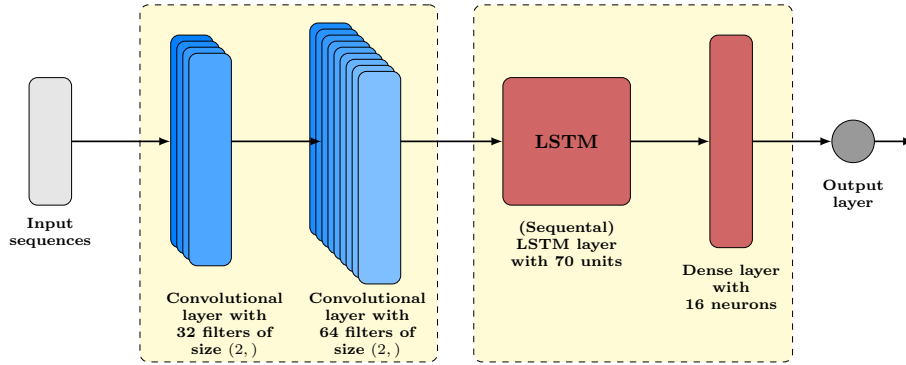 Input
sequences
Convolutional
layer with
32 filters of
size (2, )
Convolutional
layer with
64 filters of
size (2, )
LSTM
(Sequental)
LSTM layer
with 70 units
Dense layer
with
16 neurons
Output
layer